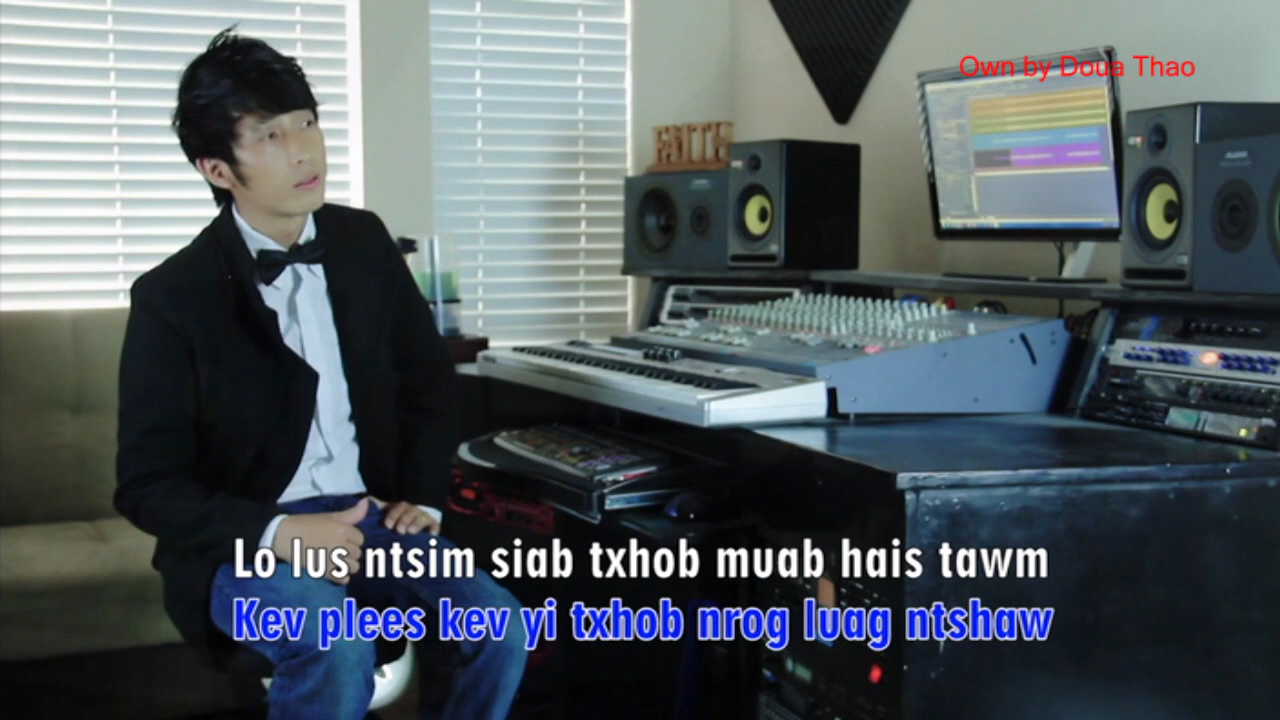 Own by Doua Thao
FAITH
Lo lus ntsim siab txhob muab hais tawm
Kev plees kev yi txhob nrog luag ntshaw